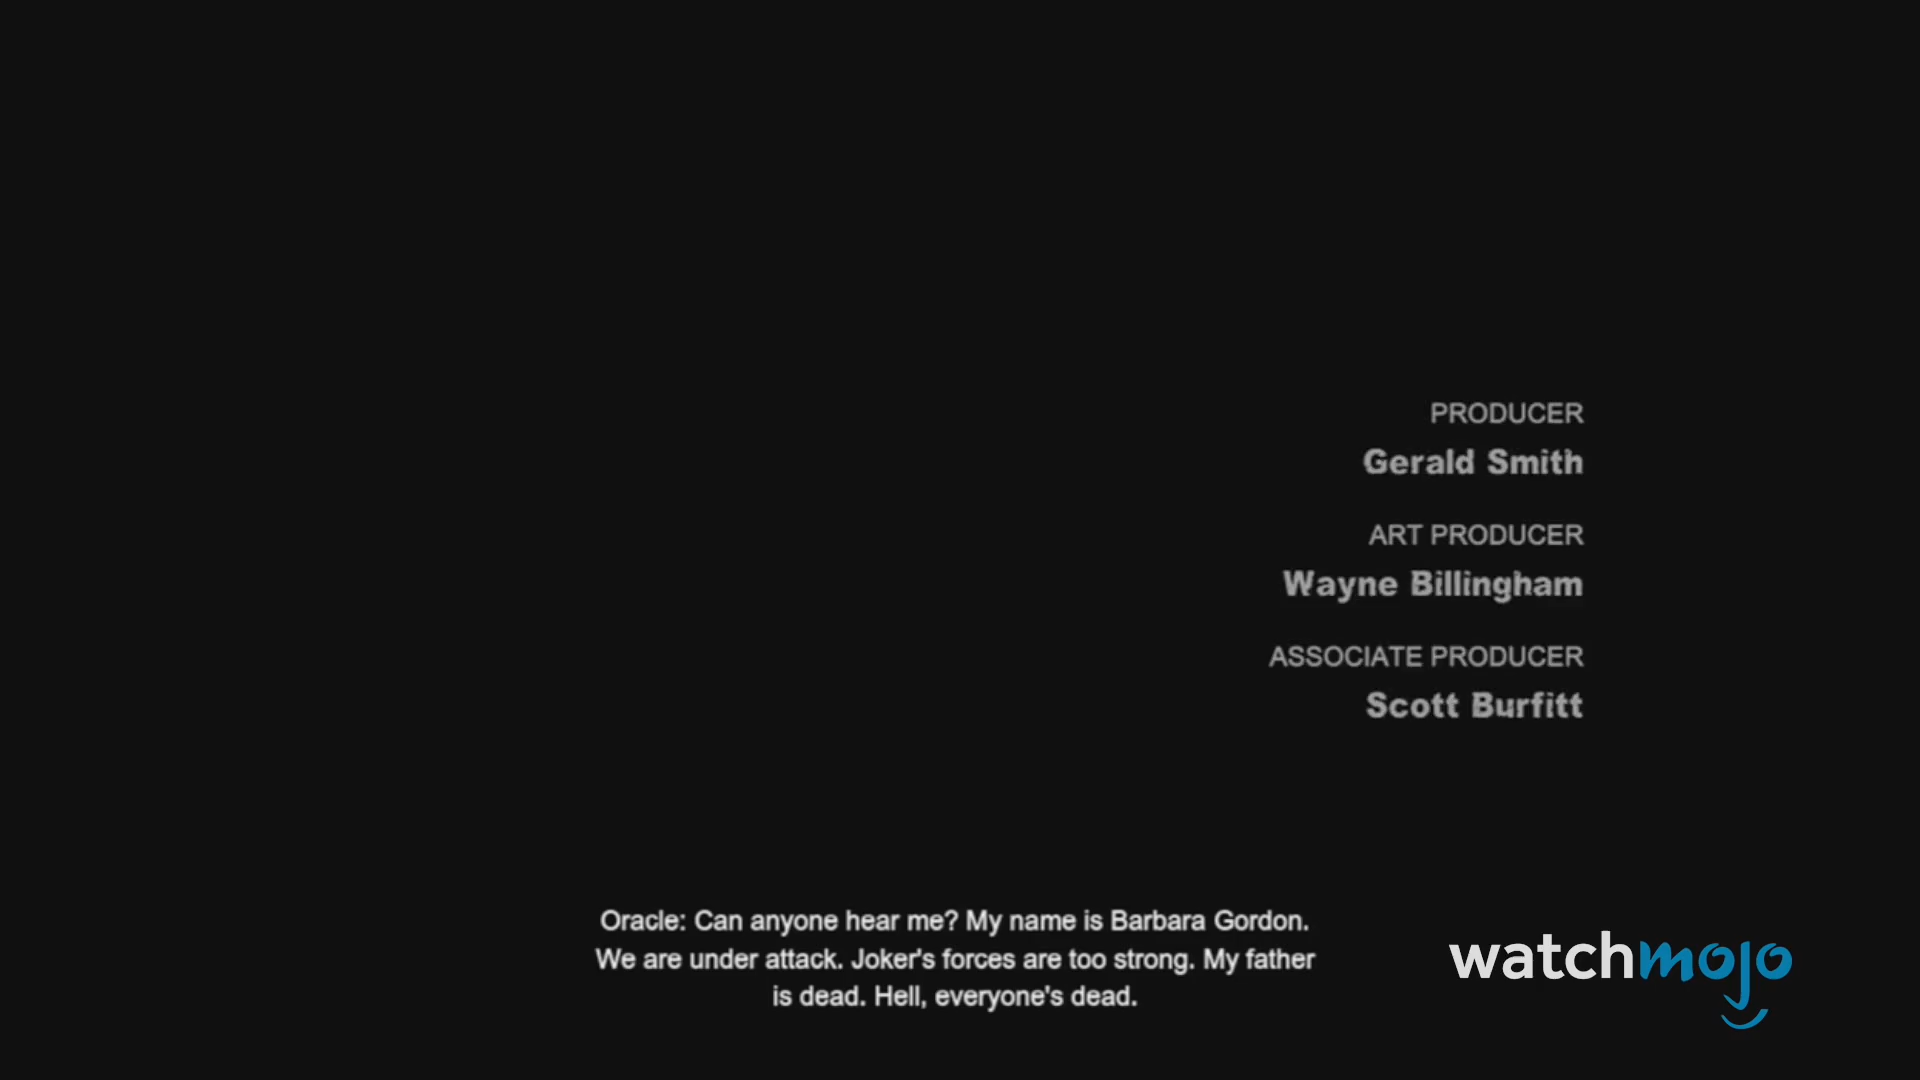 PRODUCER
Gerald Smith
ART PRODUCER
Wayne Billingham
ASSOCIATE PRODUCER
Scott Burfitt
Oracle: Can anyone hear me? My name is Barbara Gordon.
We are under attack. Joker's forces are too strong. My father
is dead. Hell, everyone's dead.
watchmojo